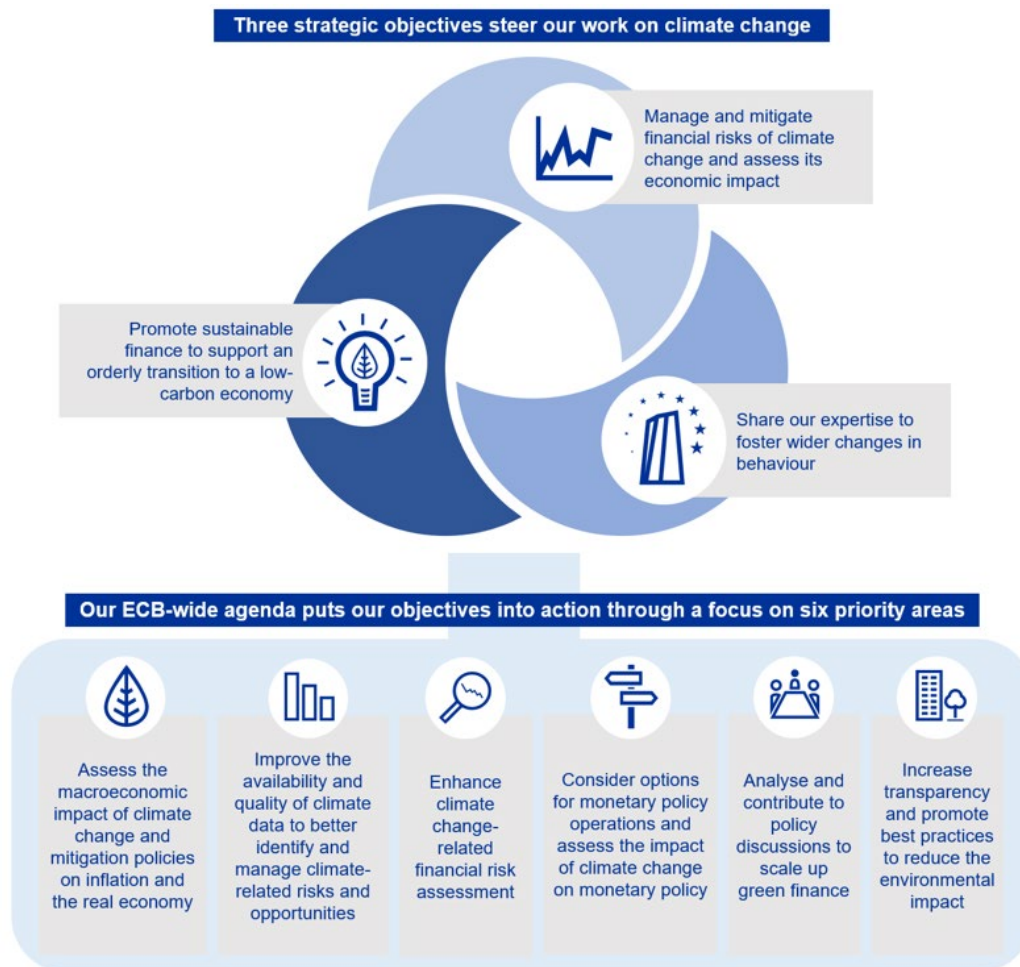 Three strategic objectives steer our work on climate change
Manage and mitigate
financial risks of climate
change and assess its
economic impact
Promote sustainable
finance to support an
orderly transition to a low-
carbon economy
Share our expertise to
foster wider changes in
behaviour
Our ECB-wide agenda puts our objectives into action through a focus on six priority areas
Assess the
macroeconomic
impact of climate
change and
mitigation policies
on inflation and
the real economy
Improve the
availability and
quality of climate
data to better
identify and
manage climate-
related risks and
opportunities
Enhance
climate
change-
related
financial risk
assessment
Consider options
for monetary policy
operations and
assess the impact
of climate change
on monetary policy
Analyse and
contribute to
policy
discussions to
scale up
green finance
Increase
transparency
and promote
best practices
to reduce the
environmental
impact